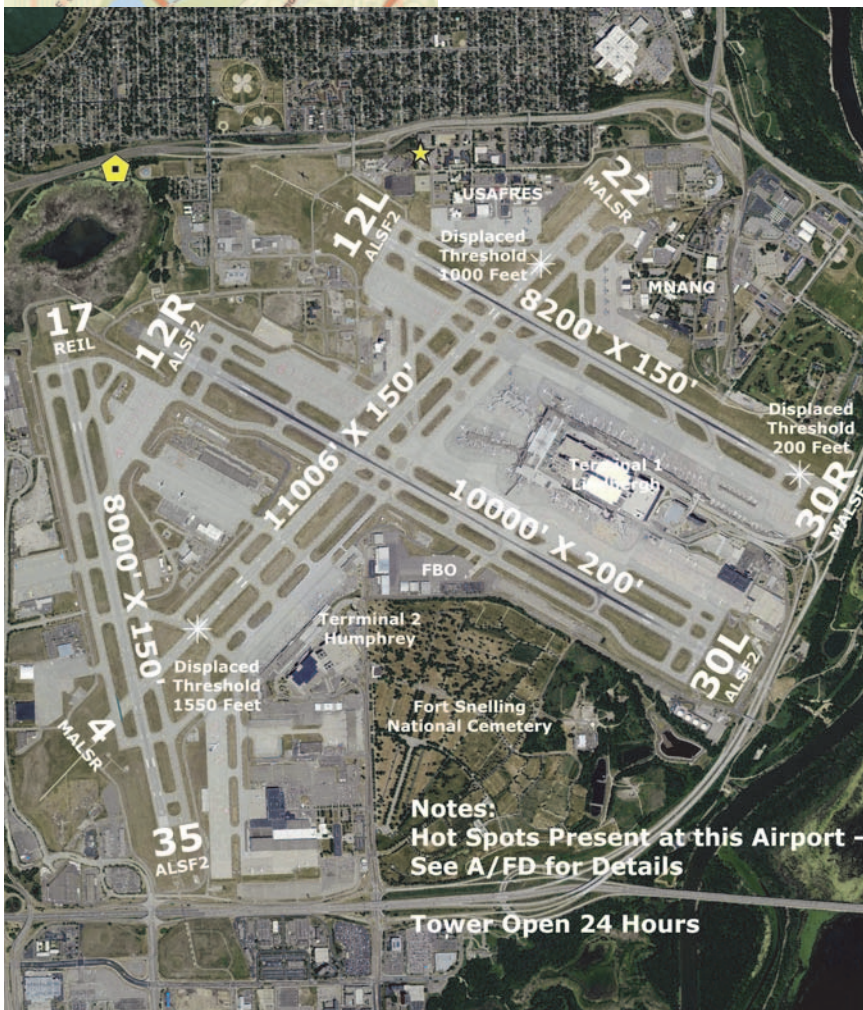 22
MALSR
USAFRES
12L
ALSF2
Displaced
Threshold
1000 Feet
MNANG
17
REIL
12R
ALSF2
8200' X 150'
Displaced
Threshold
200 Feet
11006' X 150'
Terminal 1
Lindbergh
30R
MALSR
8000' X 150'
10000' X 200'
FBO
Terrminal 2
Humphrey
Displaced
Threshold
1550 Feet
30L
ALSF2
Fort Snelling
National Cemetery
4
MALSR
35
ALSF2
Notes:
Hot Spots Present at this Airport -
See A/FD for Details
Tower Open 24 Hours